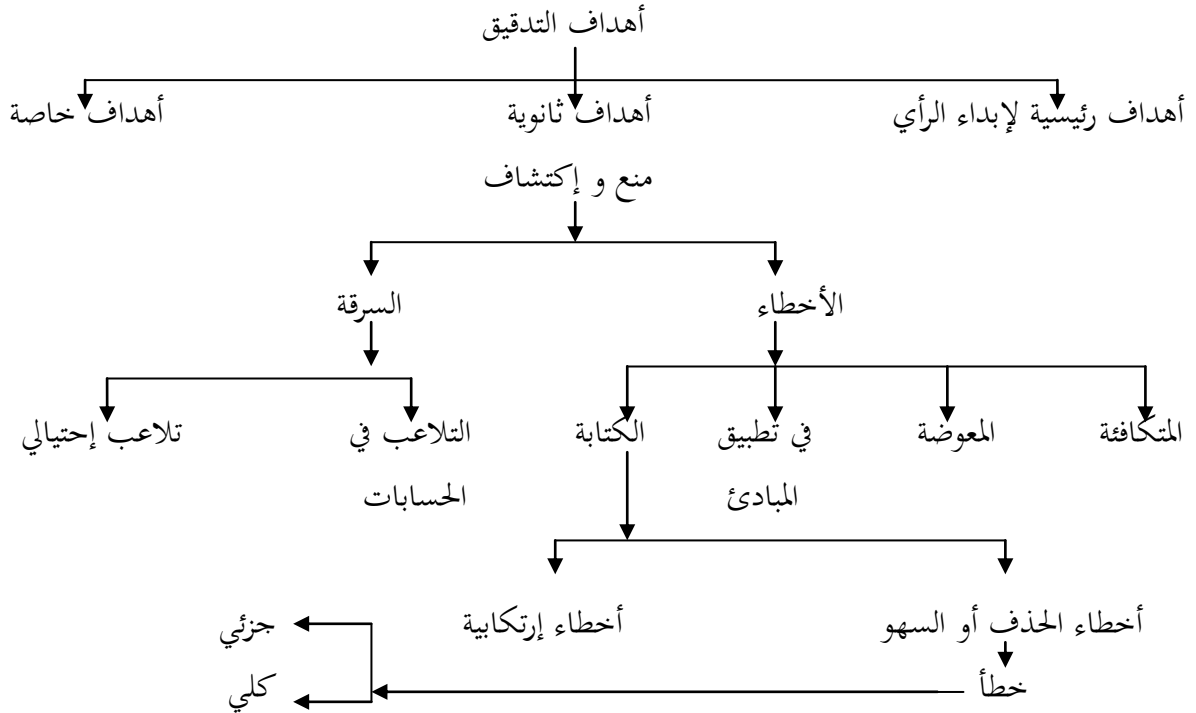 أهداف التدقيق
أهداف رئيسية لإبداء الرأي أهداف ثانوية أهداف خاصة
منع و إكتشاف
الأخطاء السرقة
المتكافئة المعوضة في تطبيق الكتابة التلاعب في تلاعب إحتيالي
المبادئ الحسابات
أخطاء الحذف أو السهو أخطاء إرتكابية جزئي
خطأ كلي